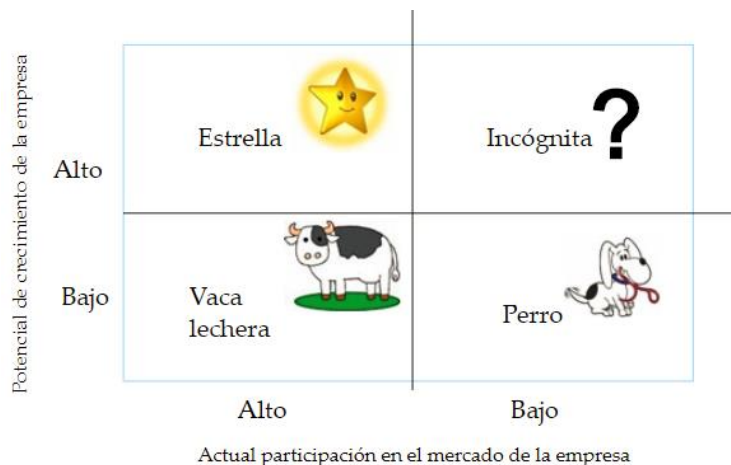 Potencial de crecimiento de la empresa
Alto
Estrella
Incógnita
?
Bajo
Vaca
lechera
Perro
Alto
Bajo
Actual participación en el mercado de la empresa